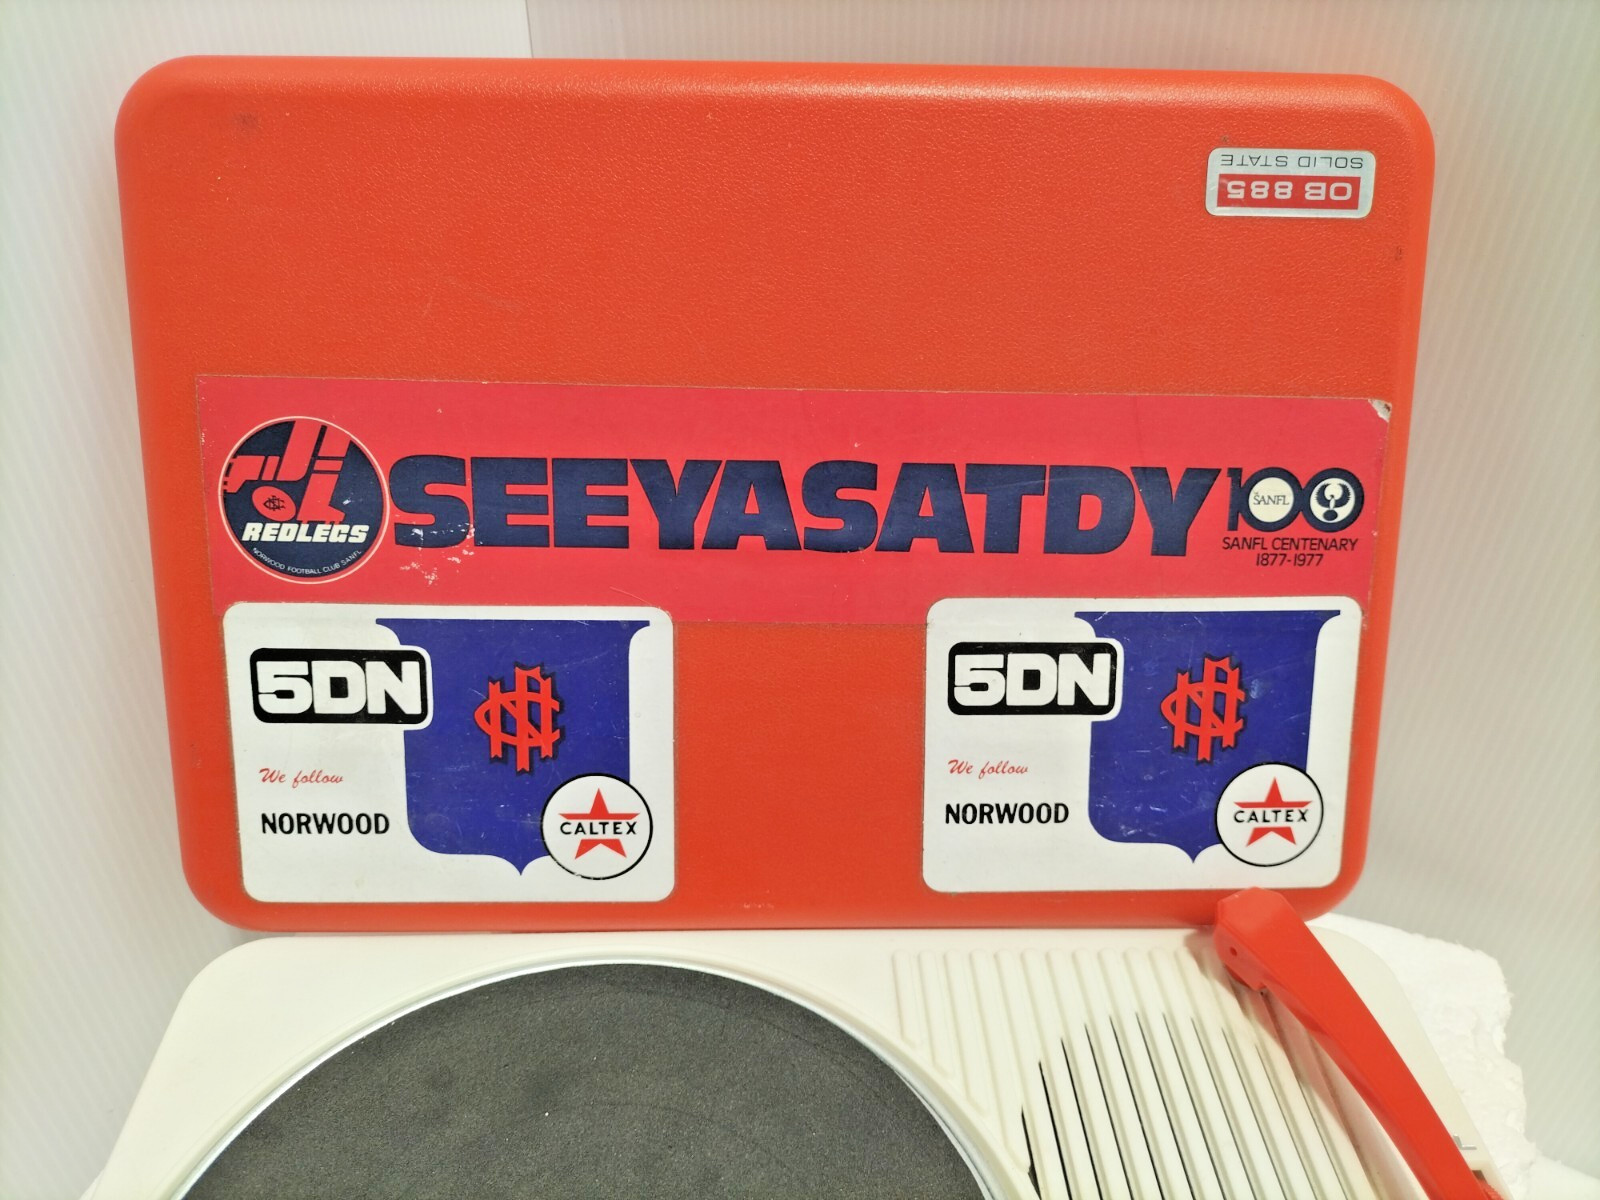 OB 885
SOLID STATE
REDLEGS
NORWOOD FOOTBALL CLUB SANFL
SEEYASATDY
100
SANFL
SANFL CENTENARY
1877-1977
5DN
We follow
NORWOOD
CALTEX
5DN
We follow
NORWOOD
CALTEX